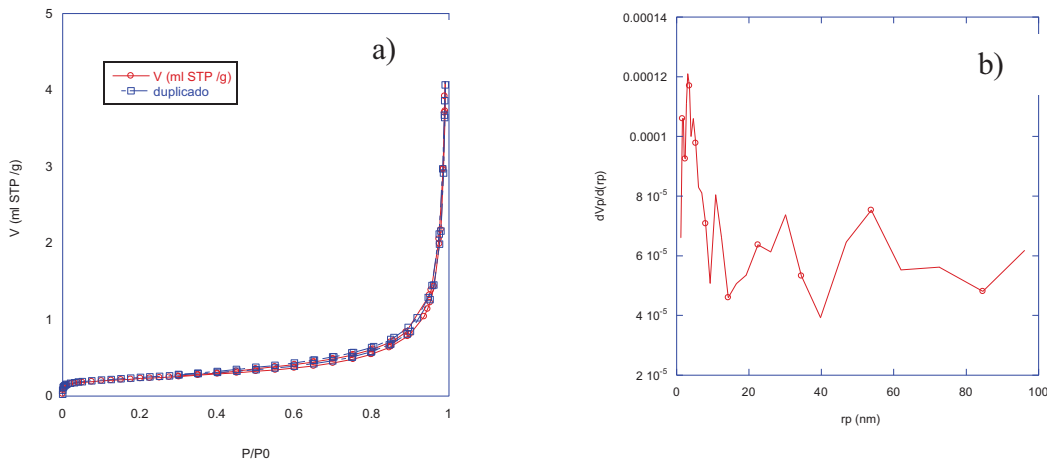 a)
V (ml STP /g)
duplicado
5
4
3
2
1
0
V (ml STP /g)
0 0.2 0.4 0.6 0.8 1
P/P0
b)
0.00014
0.00012
0.0001
8 10⁻⁵
6 10⁻⁵
4 10⁻⁵
2 10⁻⁵
dVp/d(rp)
0 20 40 60 80 100
rp (nm)